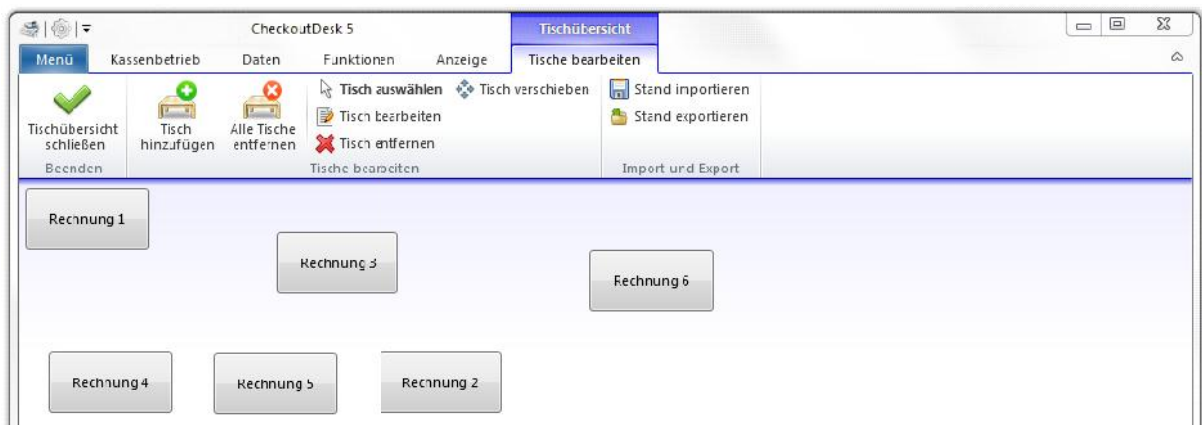 CheckoutDesk 5
Tischübersicht
Menü Kassenbetrieb Daten Funktionen Anzeige Tische bearbeiten
Tischübersicht schließen
Tisch hinzufügen
Alle Tische entfernen
Tisch auswählen
Tisch verschieben
Tisch bearbeiten
Tisch entfernen
Stand importieren
Stand exportieren
Beenden
Tische bearbeiten
Import und Export
Rechnung 1
Rechnung 3
Rechnung 6
Rechnung 4
Rechnung 5
Rechnung 2